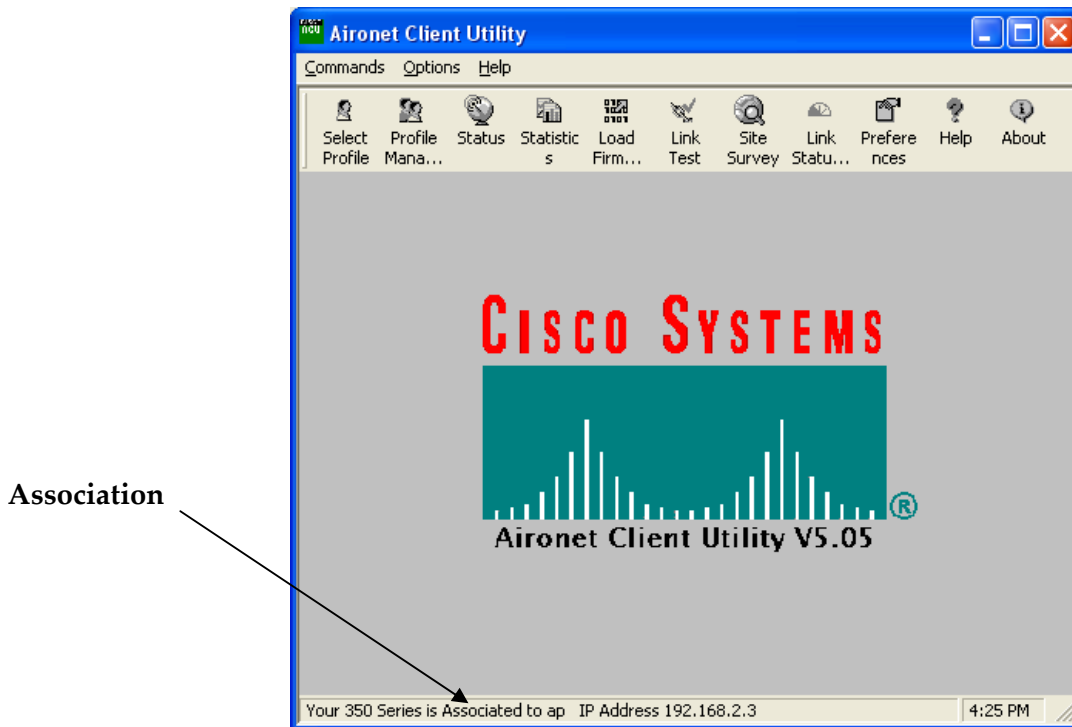 Aironet Client Utility
Commands Options Help
Select Profile
Profile Mana...
Status
Statistic s
Load Firm...
Link Test
Site Survey
Link Statu...
Prefere nces
Help
About
CISCO SYSTEMS
®
Aironet Client Utility V5.05
Association
Your 350 Series is Associated to ap IP Address 192.168.2.3
4:25 PM